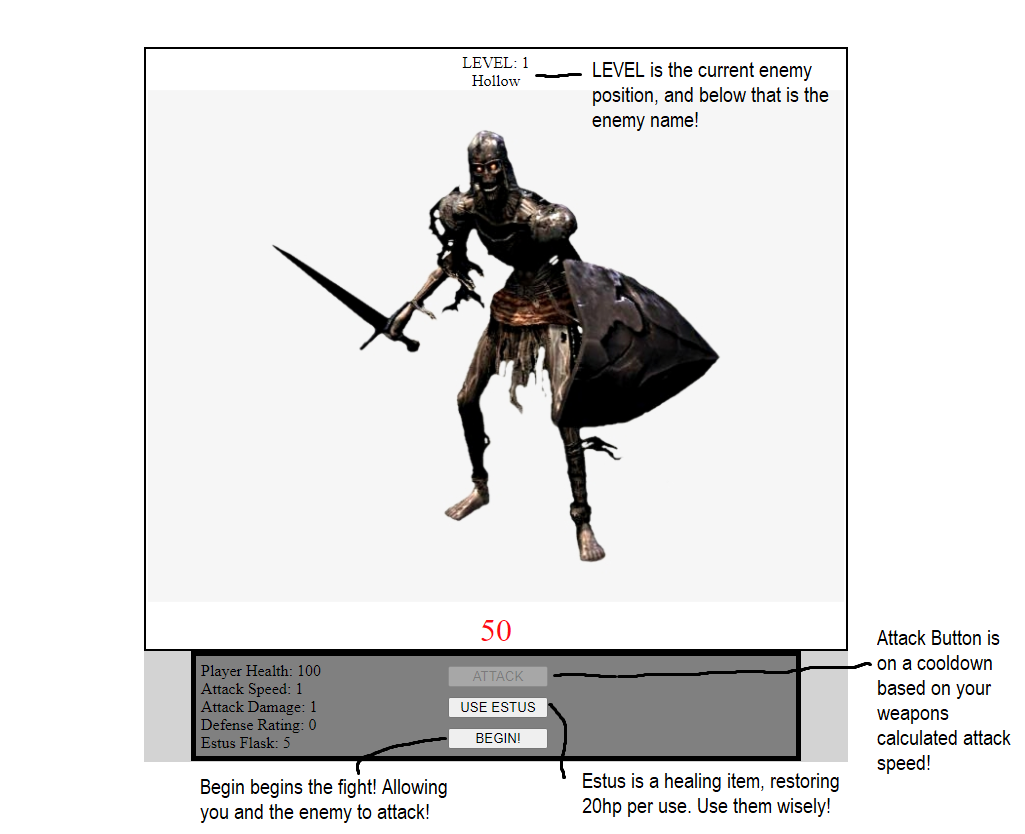 LEVEL: 1
Hollow
LEVEL is the current enemy
position, and below that is the
enemy name!
50
Player Health: 100
Attack Speed: 1
Attack Damage: 1
Defense Rating: 0
Estus Flask: 5
ATTACK
USE ESTUS
BEGIN!
Attack Button is
on a cooldown
based on your
weapons
calculated attack
speed!
Begin begins the fight! Allowing
you and the enemy to attack!
Estus is a healing item, restoring
20hp per use. Use them wisely!